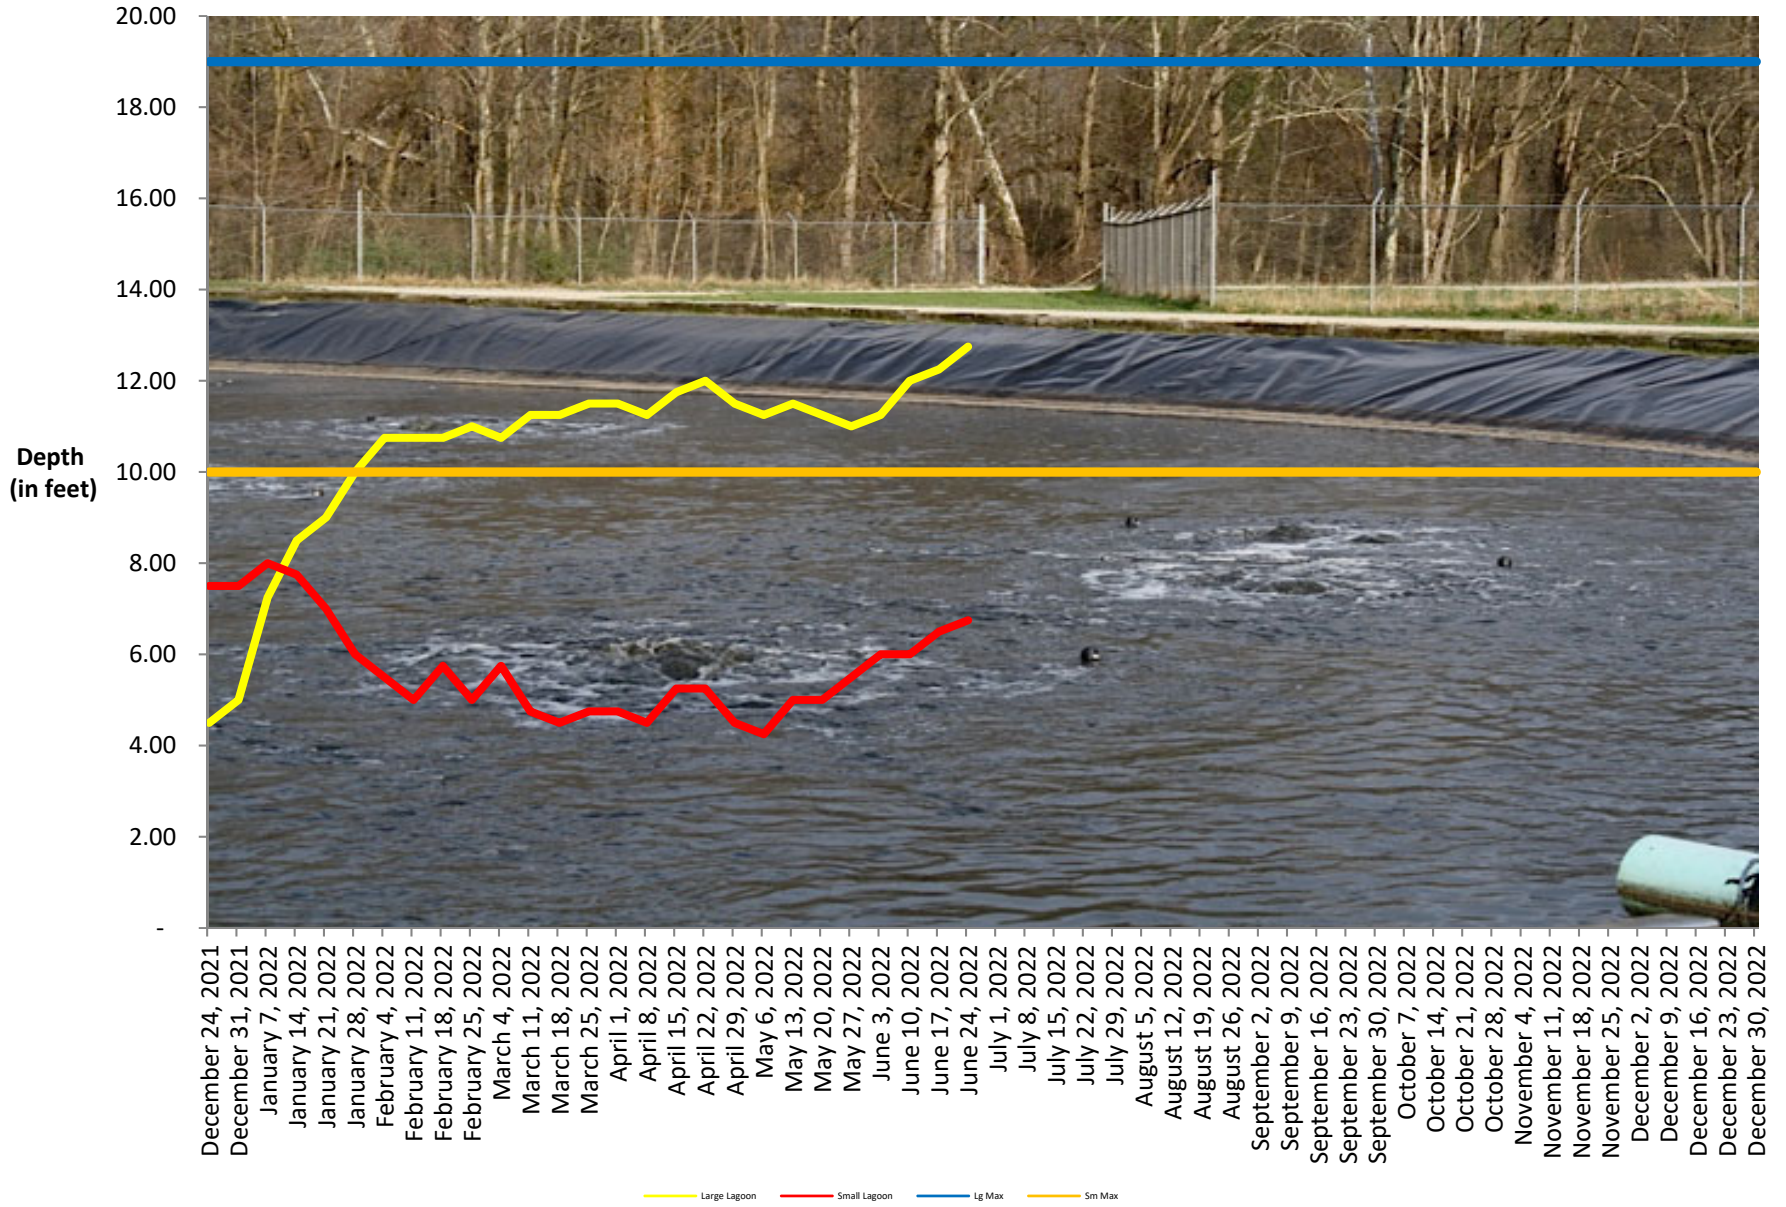 20.00
18.00
16.00
14.00
12.00
10.00
8.00
6.00
4.00
2.00
-
Depth
(in feet)
December 24, 2021
December 31, 2021
January 7, 2022
January 14, 2022
January 21, 2022
January 28, 2022
February 4, 2022
February 11, 2022
February 18, 2022
February 25, 2022
March 4, 2022
March 11, 2022
March 18, 2022
March 25, 2022
April 1, 2022
April 8, 2022
April 15, 2022
April 22, 2022
April 29, 2022
May 6, 2022
May 13, 2022
May 20, 2022
May 27, 2022
June 3, 2022
June 10, 2022
June 17, 2022
June 24, 2022
July 1, 2022
July 8, 2022
July 15, 2022
July 22, 2022
July 29, 2022
August 5, 2022
August 12, 2022
August 19, 2022
August 26, 2022
September 2, 2022
September 9, 2022
September 16, 2022
September 23, 2022
September 30, 2022
October 7, 2022
October 14, 2022
October 21, 2022
October 28, 2022
November 4, 2022
November 11, 2022
November 18, 2022
November 25, 2022
December 2, 2022
December 9, 2022
December 16, 2022
December 23, 2022
December 30, 2022
Large Lagoon
Small Lagoon
Lg Max
Sm Max